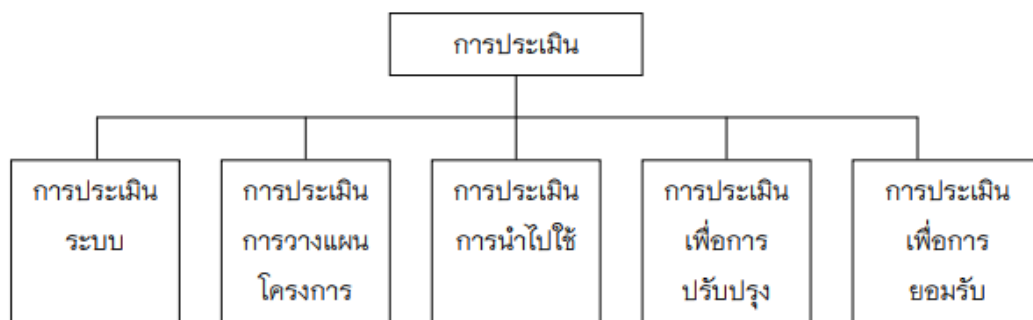 การประเมิน
การประเมิน
ระบบ
การประเมิน
การวางแผน
โครงการ
การประเมิน
การนำไปใช้
การประเมิน
เพื่อการ
ปรับปรุง
การประเมิน
เพื่อการ
ยอมรับ